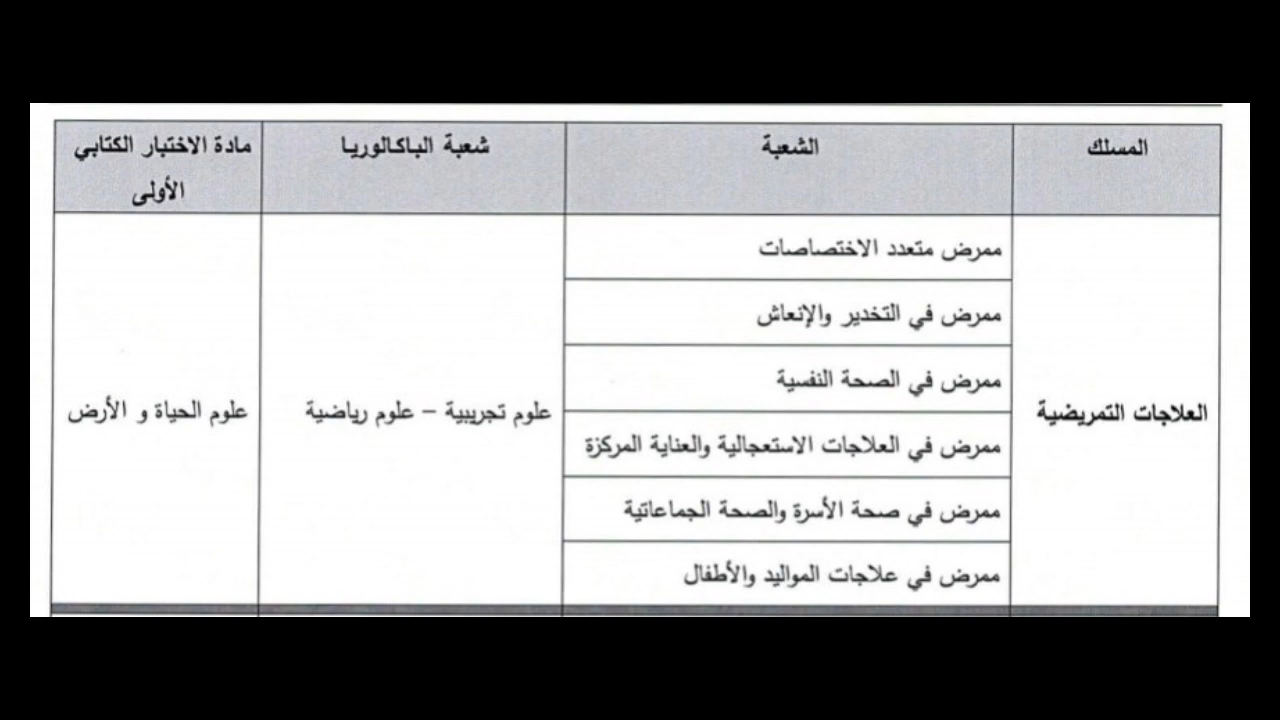 المسلك
الشعبة
شعبة الباكالوريا
مادة الاختبار الكتابي
الأولى
العلاجات التمريضية
ممرض متعدد الاختصاصات
ممرض في التخدير والإنعاش
ممرض في الصحة النفسية
ممرض في العلاجات الاستعجالية والعناية المركزة
ممرض في صحة الأسرة والصحة الجماعاتية
ممرض في علاجات المواليد والأطفال
علوم تجريبية – علوم رياضية
علوم الحياة و الأرض